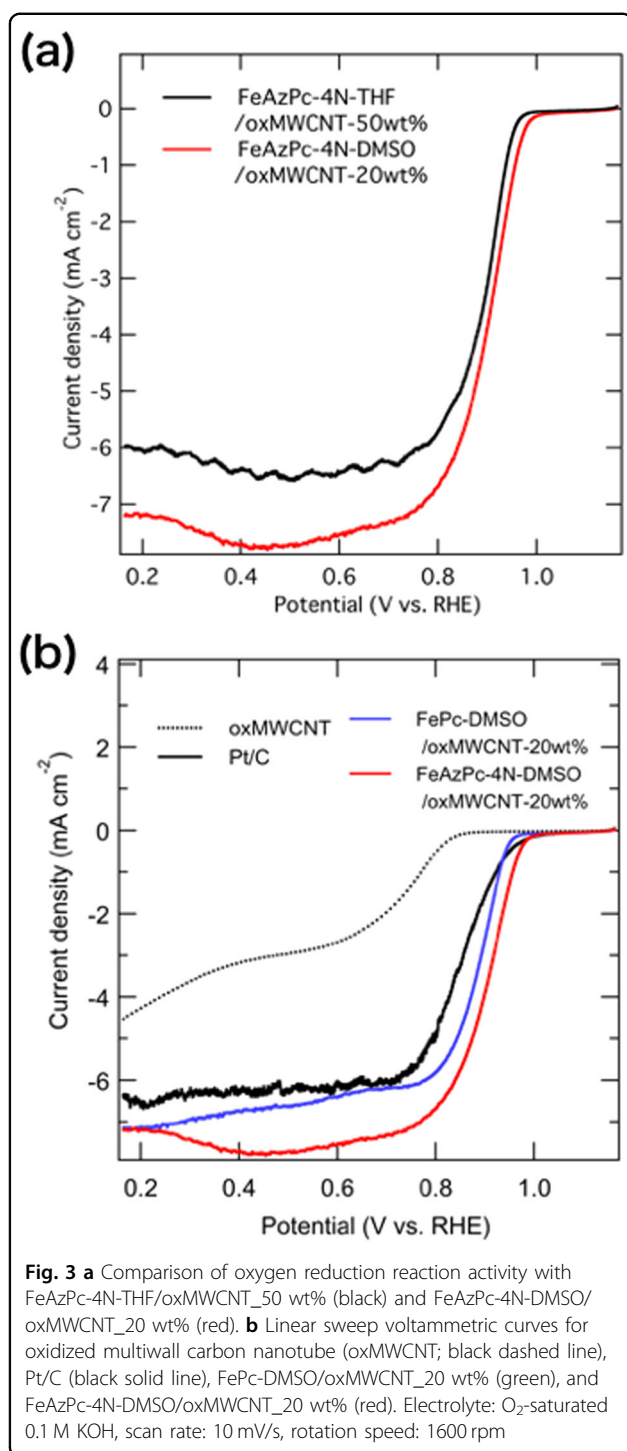 (a)
0
-1
-2
-3
-4
-5
-6
-7
Current density (mA cm⁻²)
FeAzPc-4N-THF
/oxMWCNT-50wt%
FeAzPc-4N-DMSO
/oxMWCNT-20wt%
0.2 0.4 0.6 0.8 1.0
Potential (V vs. RHE)
(b)
4
2
0
-2
-4
-6
Current density (mA cm⁻²)
oxMWCNT
Pt/C
FePc-DMSO
/oxMWCNT-20wt%
FeAzPc-4N-DMSO
/oxMWCNT-20wt%
0.2 0.4 0.6 0.8 1.0
Potential (V vs. RHE)
Fig. 3 a Comparison of oxygen reduction reaction activity with
FeAzPc-4N-THF/oxMWCNT_50 wt% (black) and FeAzPc-4N-DMSO/
oxMWCNT_20 wt% (red). b Linear sweep voltammetric curves for
oxidized multiwall carbon nanotube (oxMWCNT; black dashed line),
Pt/C (black solid line), FePc-DMSO/oxMWCNT_20 wt% (green), and
FeAzPc-4N-DMSO/oxMWCNT_20 wt% (red). Electrolyte: O₂-saturated
0.1 M KOH, scan rate: 10 mV/s, rotation speed: 1600 rpm